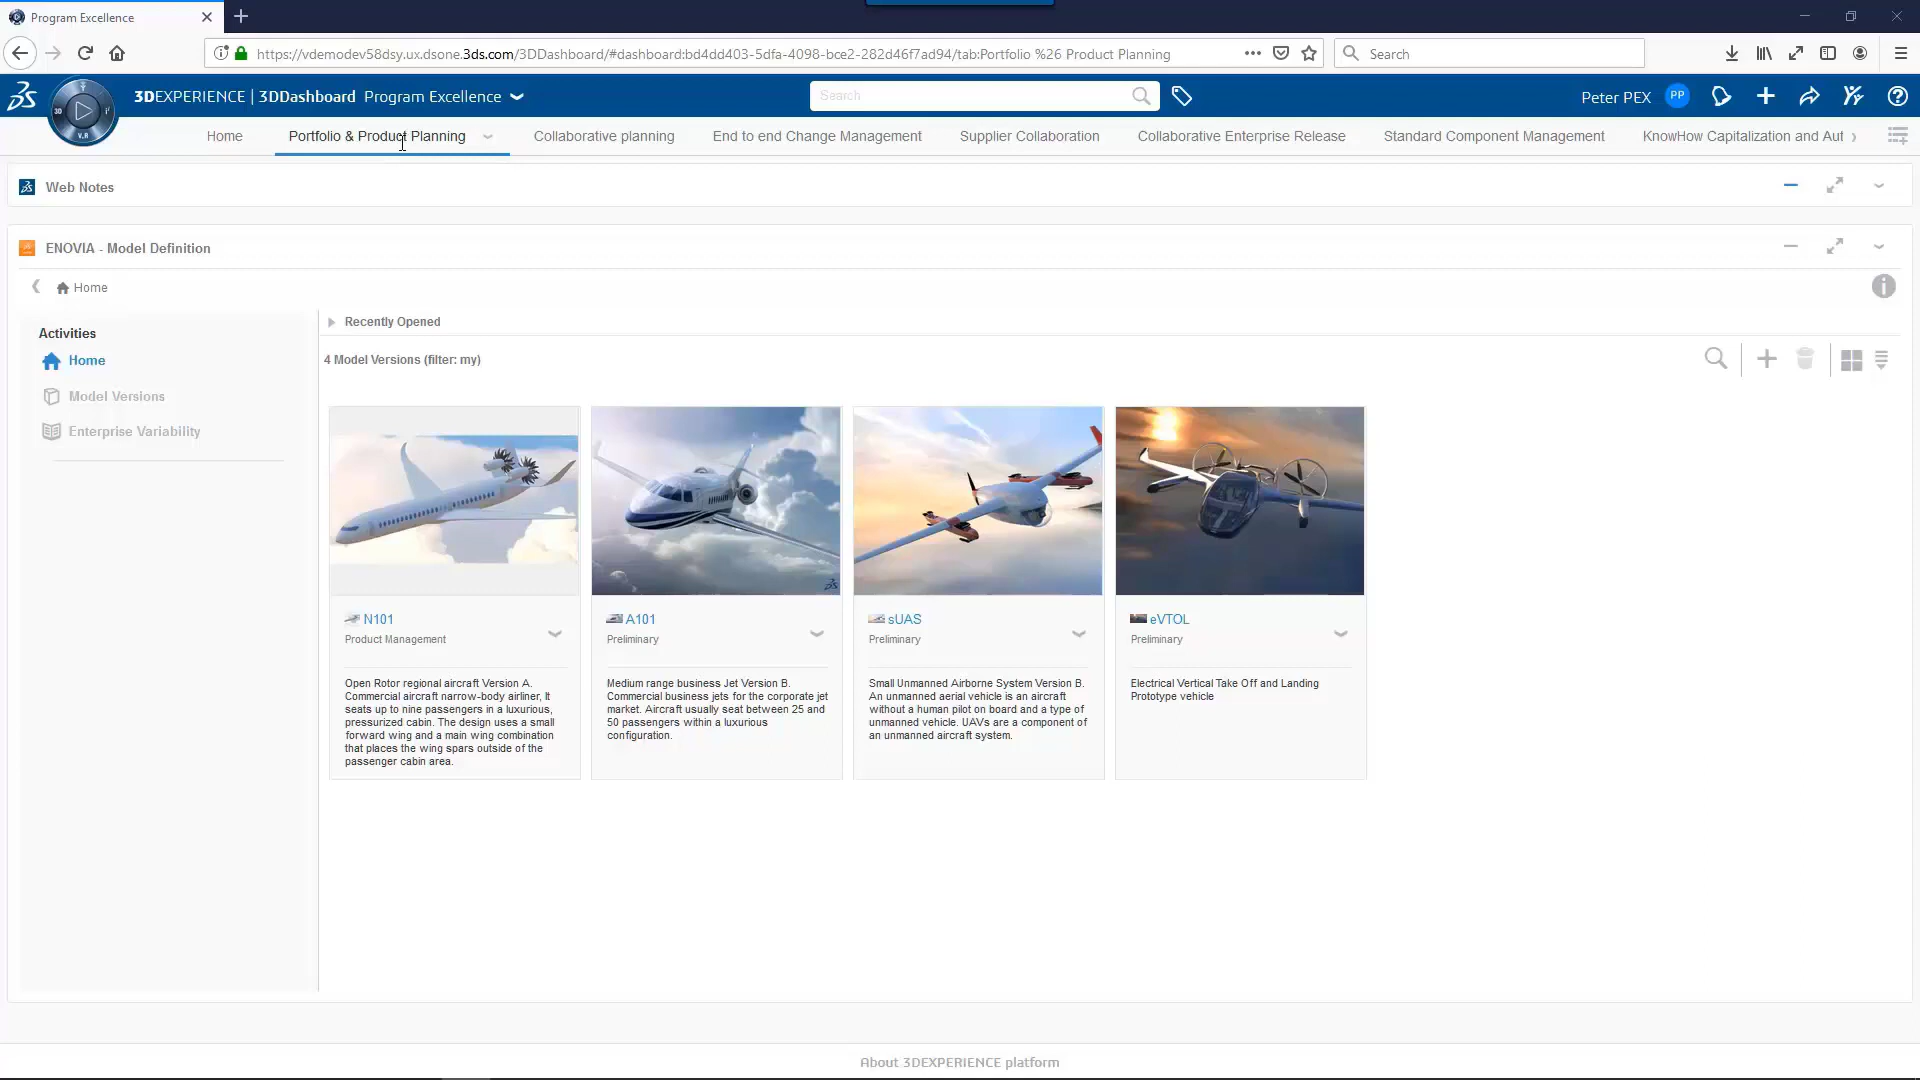 Program Excellence
https://vdemodev58dsy.ux.dsone.3ds.com/3DDashboard/#dashboard:bd4dd403-5dfa-4098-bce2-282d46f7ad94/tab:Portfolio %26 Product Planning
Search
3D
V.R
3DEXPERIENCE | 3DDashboard Program Excellence
Search
Peter PEX
PP
Home
Portfolio & Product Planning
Collaborative planning
End to end Change Management
Supplier Collaboration
Collaborative Enterprise Release
Standard Component Management
KnowHow Capitalization and Aut
Web Notes
ENOVIA - Model Definition
Home
Activities
Home
Model Versions
Enterprise Variability
Recently Opened
4 Model Versions (filter: my)
N101
Product Management
Open Rotor regional aircraft Version A.
Commercial aircraft narrow-body airliner, It
seats up to nine passengers in a luxurious,
pressurized cabin. The design uses a small
forward wing and a main wing combination
that places the wing spars outside of the
passenger cabin area.
A101
Preliminary
Medium range business Jet Version B.
Commercial business jets for the corporate jet
market. Aircraft usually seat between 25 and
50 passengers within a luxurious
configuration.
sUAS
Preliminary
Small Unmanned Airborne System Version B.
An unmanned aerial vehicle is an aircraft
without a human pilot on board and a type of
unmanned vehicle. UAVs are a component of
an unmanned aircraft system.
eVTOL
Preliminary
Electrical Vertical Take Off and Landing
Prototype vehicle
About 3DEXPERIENCE platform